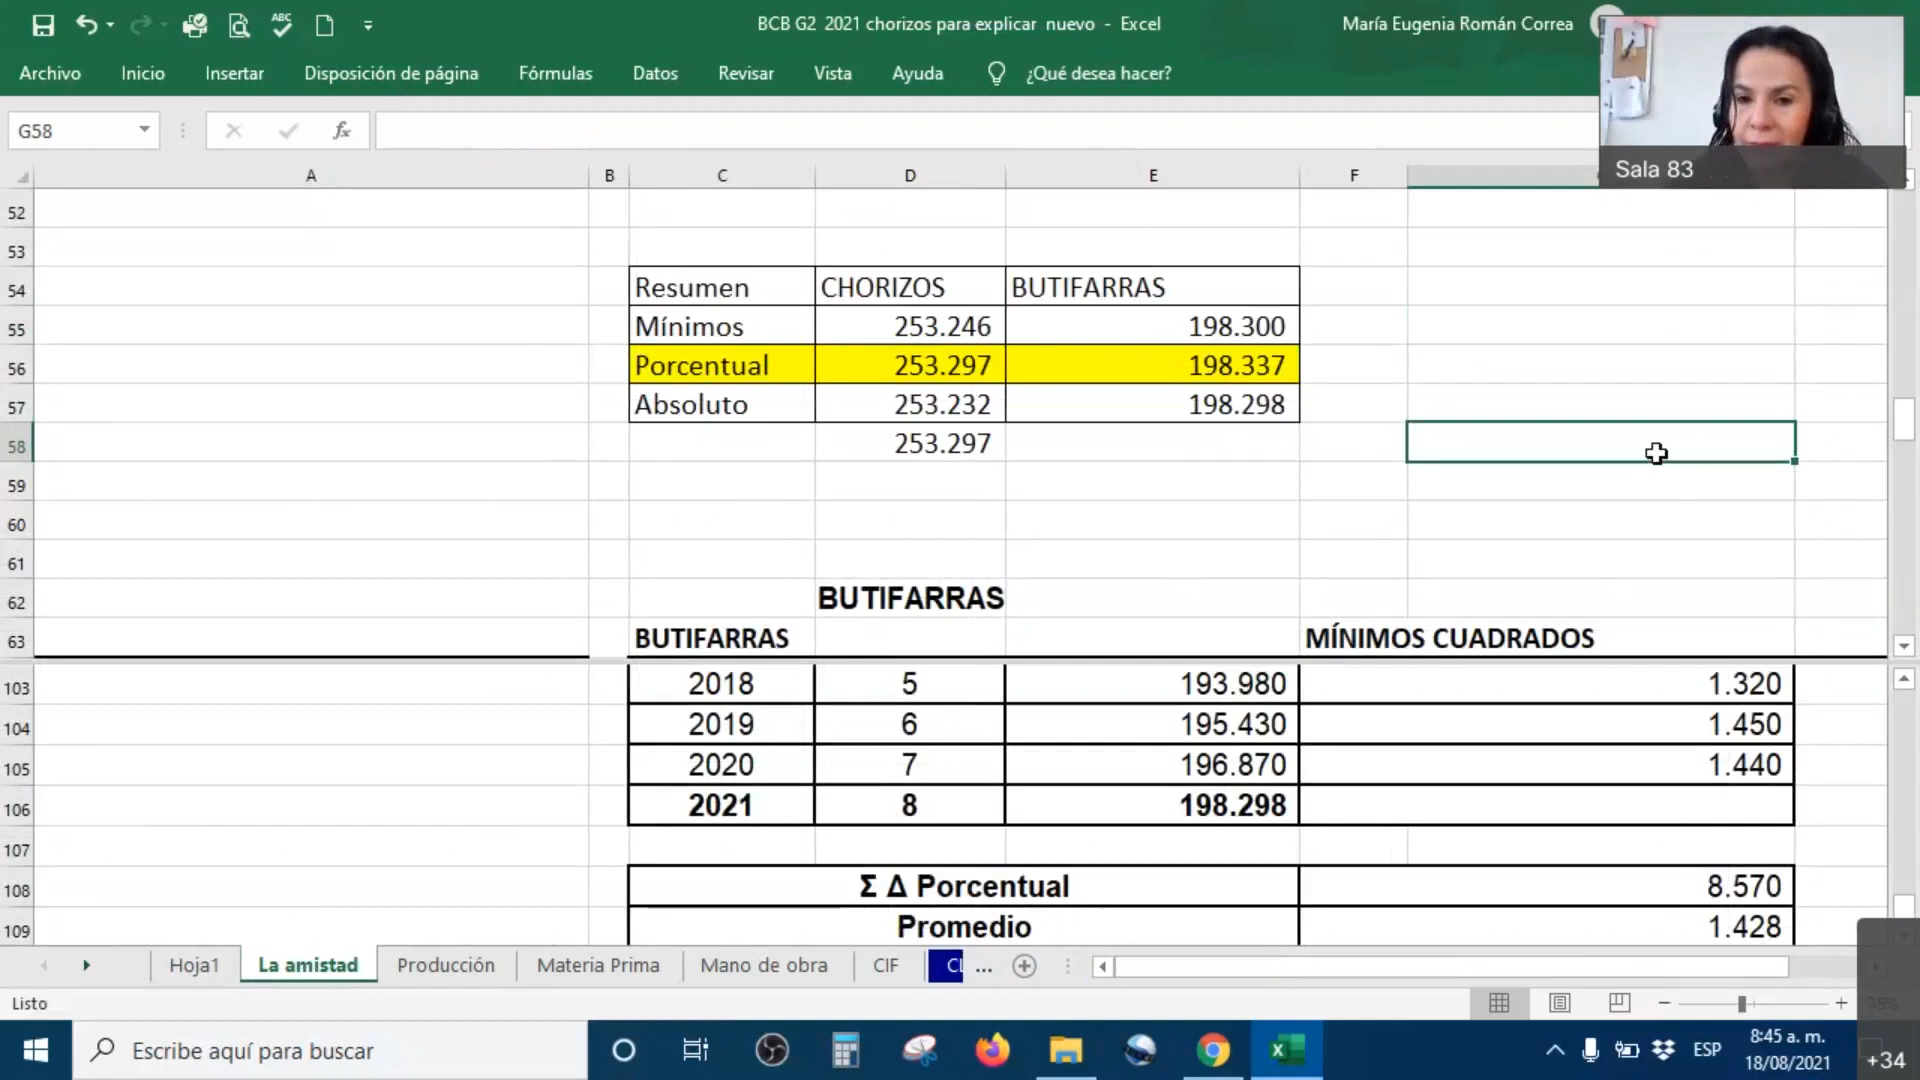 BCB G2 2021 chorizos para explicar nuevo - Excel
María Eugenia Román Correa
Archivo Inicio Insertar Disposición de página Fórmulas Datos Revisar Vista Ayuda ¿Qué desea hacer?
G58 fx
Sala 83
A B C D E F
52
53
54 Resumen CHORIZOS BUTIFARRAS
55 Mínimos 253.246 198.300
56 Porcentual 253.297 198.337
57 Absoluto 253.232 198.298
58 253.297
59
60
61
62 BUTIFARRAS
63 BUTIFARRAS MÍNIMOS CUADRADOS
103 2018 5 193.980 1.320
104 2019 6 195.430 1.450
105 2020 7 196.870 1.440
106 2021 8 198.298
107
108 Σ Δ Porcentual 8.570
109 Promedio 1.428
Hoja1 La amistad Producción Materia Prima Mano de obra CIF ...
Listo
Escribe aquí para buscar
ESP
8:45 a. m.
18/08/2021
+34